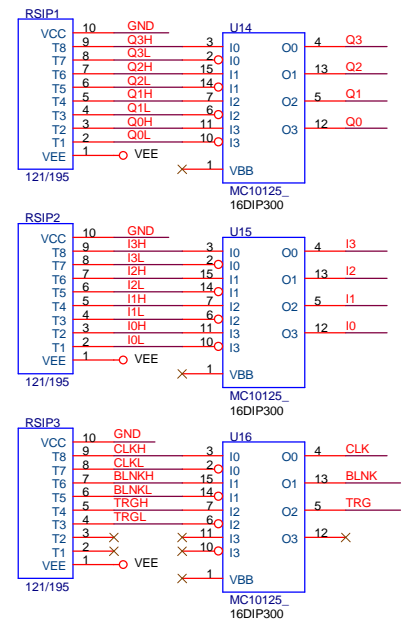 RSIP1 U14
VCC 10 GND
T8 9 Q3H 3 I0 O0 4 Q3
T7 8 Q3L 2 I0
T6 7 Q2H 15 I1 O1 13 Q2
T5 6 Q2L 14 I1
T4 5 Q1H 7 I2 O2 5 Q1
T3 4 Q1L 6 I2
T2 3 Q0H 11 I3 O3 12 Q0
T1 2 Q0L 10 I3
VEE 1 VEE
1 VBB
121/195
MC10125_
16DIP300
RSIP2 U15
VCC 10 GND
T8 9 I3H 3 I0 O0 4 I3
T7 8 I3L 2 I0
T6 7 I2H 15 I1 O1 13 I2
T5 6 I2L 14 I1
T4 5 I1H 7 I2 O2 5 I1
T3 4 I1L 6 I2
T2 3 I0H 11 I3 O3 12 I0
T1 2 I0L 10 I3
VEE 1 VEE
1 VBB
121/195
MC10125_
16DIP300
RSIP3 U16
VCC 10 GND
T8 9 CLKH 3 I0 O0 4 CLK
T7 8 CLKL 2 I0
T6 7 BLNKH 15 I1 O1 13 BLNK
T5 6 BLNKL 14 I1
T4 5 TRGH 7 I2 O2 5 TRG
T3 4 TRGL 6 I2
T2 3 11 I3 O3 12
T1 2 10 I3
VEE 1 VEE
1 VBB
121/195
MC10125_
16DIP300